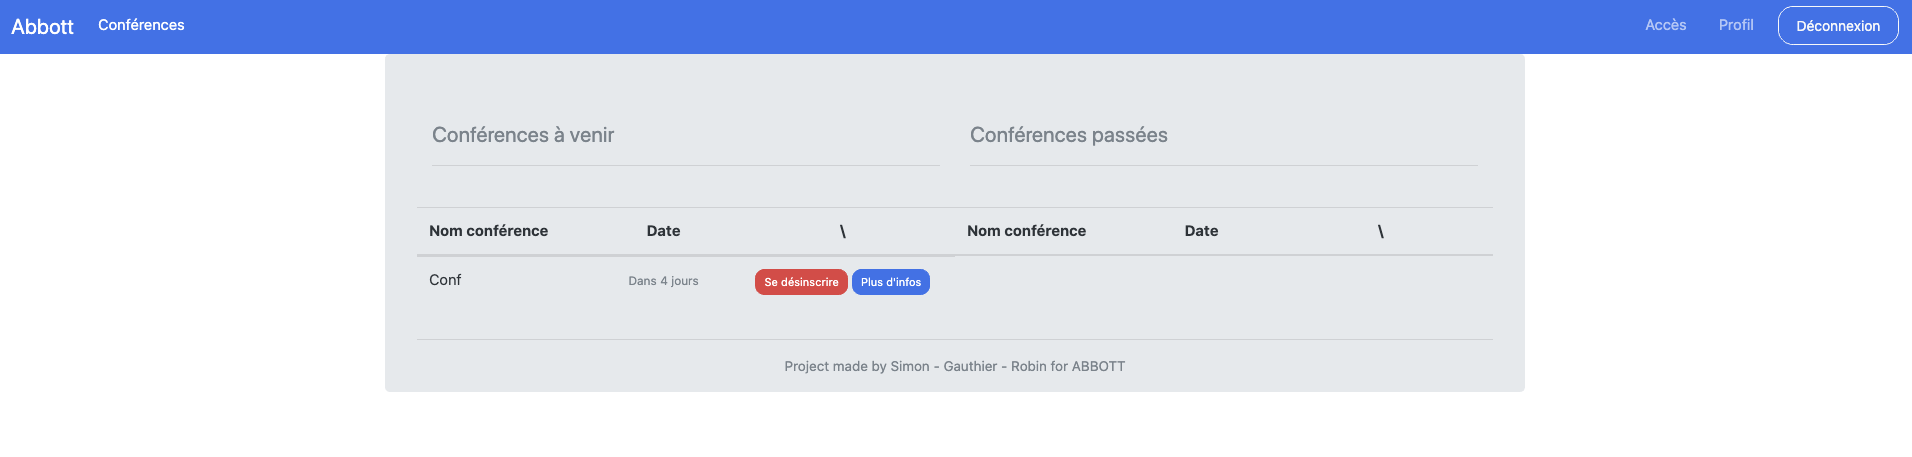 Abbott Conférences Accès Profil Déconnexion
Conférences à venir
Conférences passées
Nom conférence Date \ Nom conférence Date \
Conf Dans 4 jours Se désinscrire Plus d'infos
Project made by Simon - Gauthier - Robin for ABBOTT